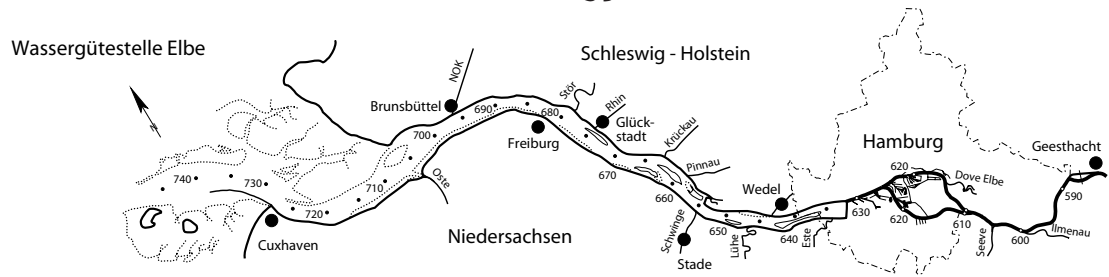 Wassergütestelle Elbe
Schleswig - Holstein
N
NOK
Brunsbüttel
Stör
Rhin
Glück-
stadt
Krückau
Pinnau
Freiburg
Hamburg
Geesthacht
Wedel
Dove Elbe
Oste
Cuxhaven
Niedersachsen
Schwinge
Stade
Lühe
Este
Seeve
Ilmenau
740
730
720
710
700
690
680
670
660
650
640
630
620
620
610
600
590